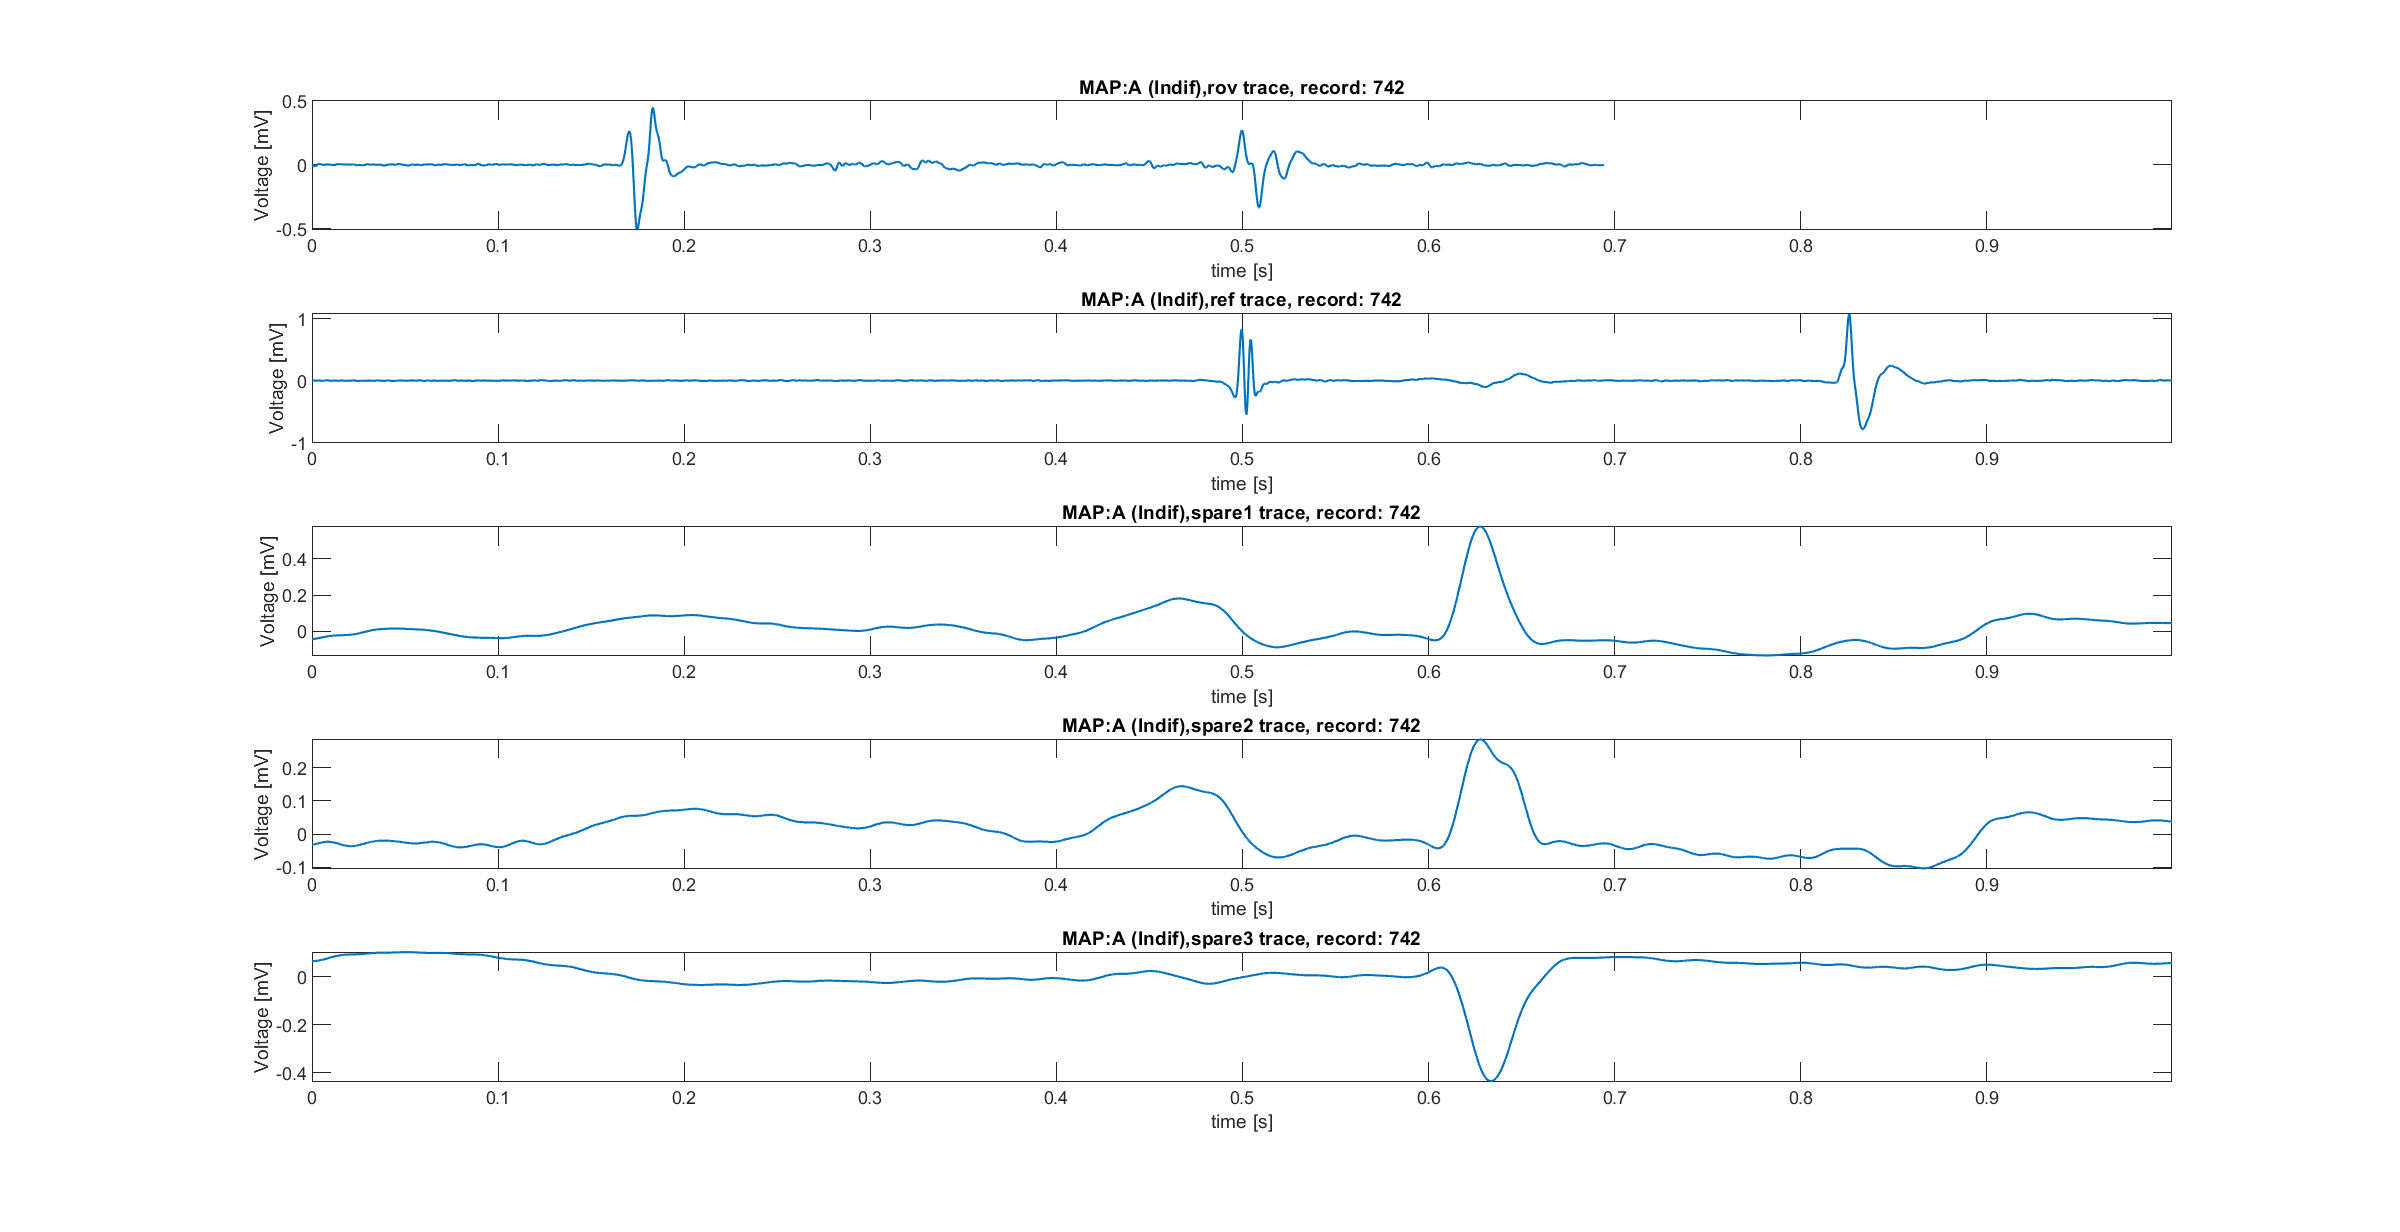 MAP:A (Indif),rov trace, record: 742
Voltage [mV]
0.5
0
-0.5
0 0.1 0.2 0.3 0.4 0.5 0.6 0.7 0.8 0.9
time [s]
MAP:A (Indif),ref trace, record: 742
Voltage [mV]
1
0
-1
0 0.1 0.2 0.3 0.4 0.5 0.6 0.7 0.8 0.9
time [s]
MAP:A (Indif),spare1 trace, record: 742
Voltage [mV]
0.4
0.2
0
0 0.1 0.2 0.3 0.4 0.5 0.6 0.7 0.8 0.9
time [s]
MAP:A (Indif),spare2 trace, record: 742
Voltage [mV]
0.2
0.1
0
-0.1
0 0.1 0.2 0.3 0.4 0.5 0.6 0.7 0.8 0.9
time [s]
MAP:A (Indif),spare3 trace, record: 742
Voltage [mV]
0
-0.2
-0.4
0 0.1 0.2 0.3 0.4 0.5 0.6 0.7 0.8 0.9
time [s]